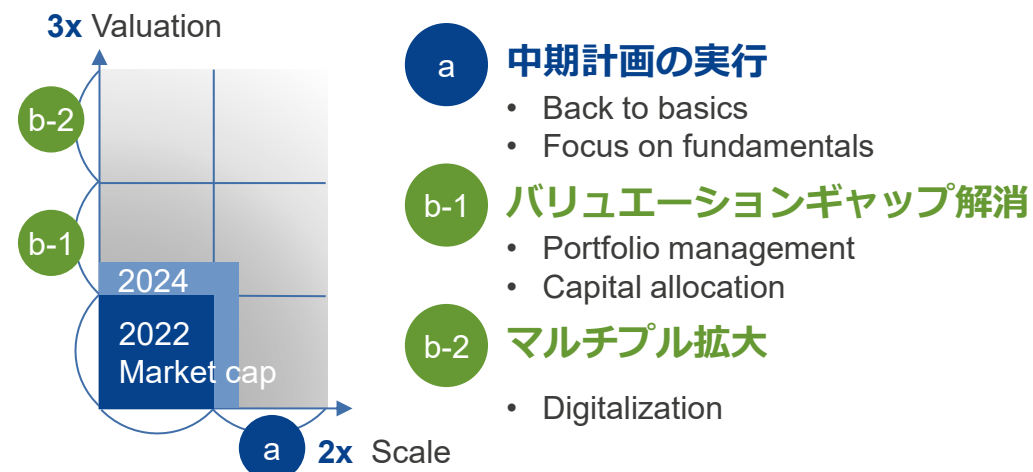 3x Valuation
b-2
b-1
2024
2022
Market cap
a
2x Scale
a 中期計画の実行
• Back to basics
• Focus on fundamentals
b-1 バリュエーションギャップ解消
• Portfolio management
• Capital allocation
b-2 マルチプル拡大
• Digitalization